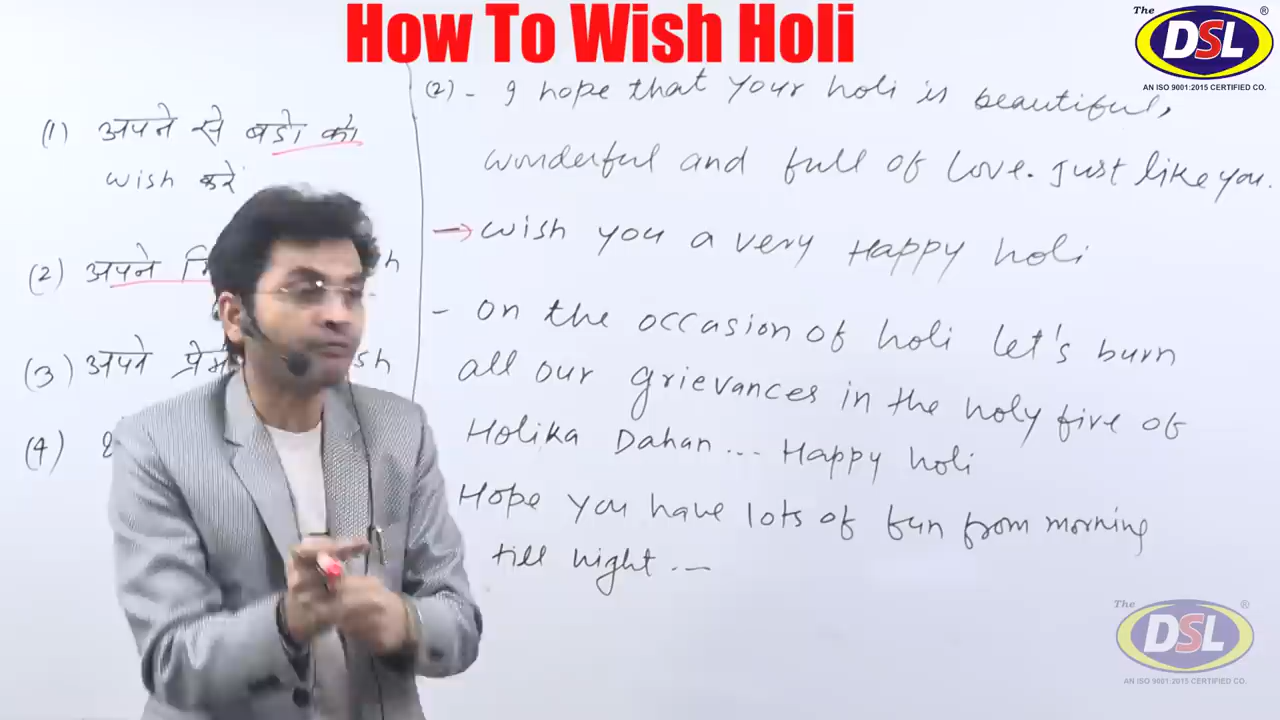 How To Wish Holi
The
DSL
®
AN ISO 9001:2015 CERTIFIED CO.
(1) अपने से बड़ो को
wish करें
(2) अपने
(3) अपने
(4)
(2) - I hope that your holi is beautiful,
wonderful and full of love. Just like you.
→ wish you a very Happy holi
- on the occasion of holi let's burn
all our grievances in the holy fire of
Holika Dahan... Happy holi
Hope you have lots of fun from morning
till night . —
The
DSL
®
AN ISO 9001:2015 CERTIFIED CO.